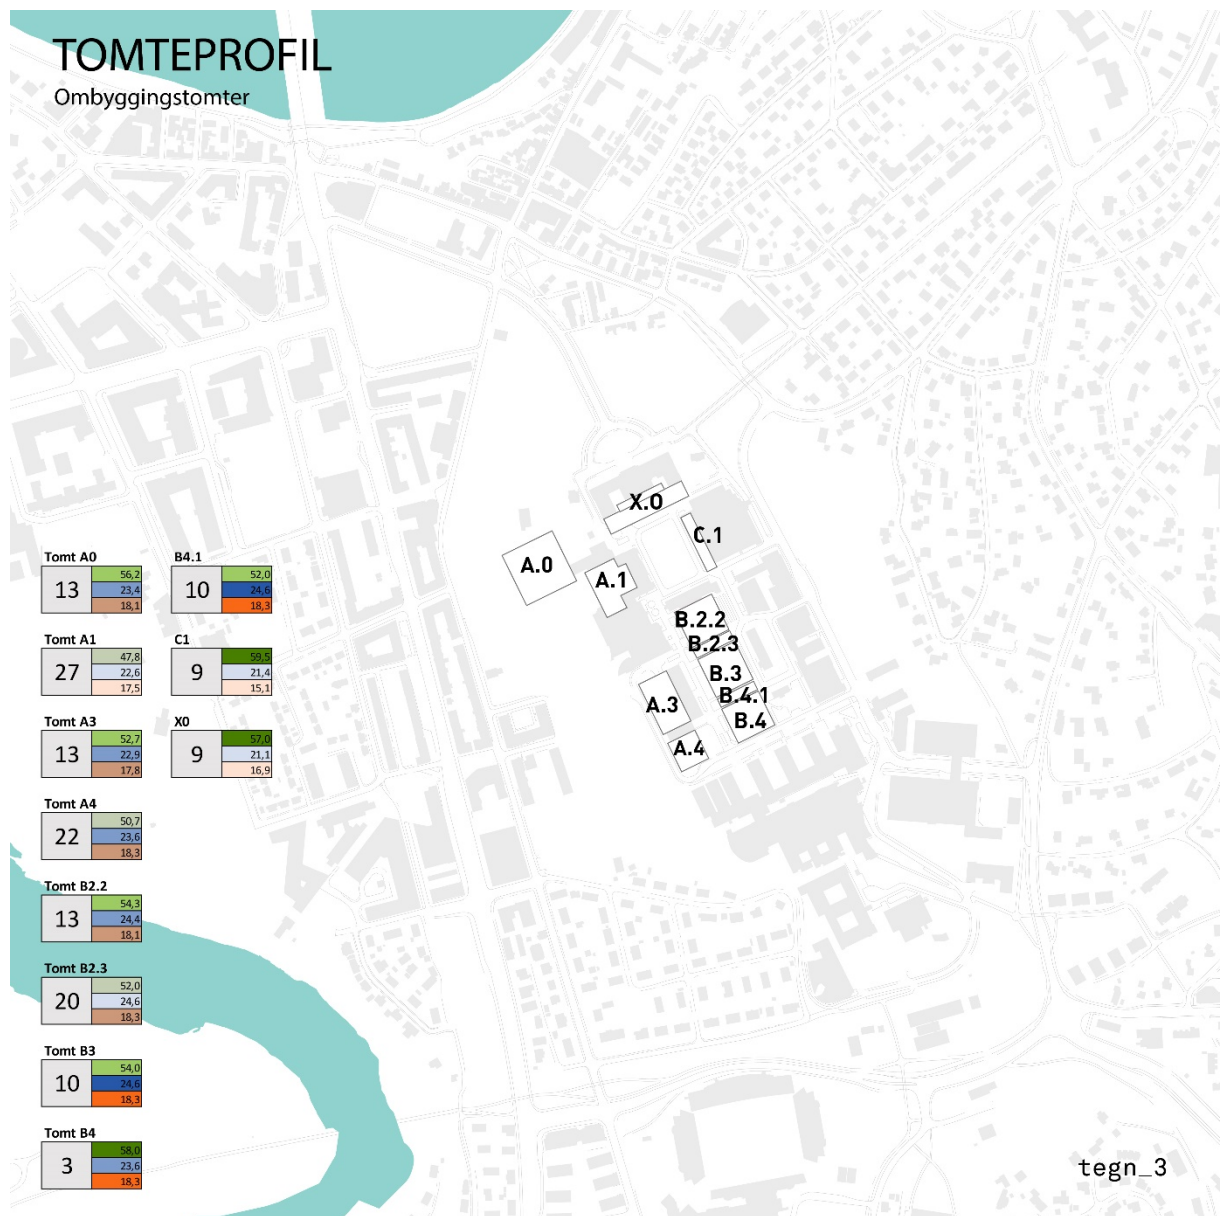 TOMTEPROFIL
Ombyggingstomter
X.O
C.1
A.0
A.1
B.2.2
B.2.3
B.3
A.3
B.4.1
B.4
A.4
Tomt A0
13
56,2
23,4
18,1
B4.1
10
52,0
24,6
18,3
Tomt A1
27
47,8
22,6
17,5
C1
9
59,5
21,4
15,1
Tomt A3
13
52,7
22,9
17,8
X0
9
57,0
21,1
16,9
Tomt A4
22
50,7
23,6
18,3
Tomt B2.2
13
54,3
24,4
18,1
Tomt B2.3
20
52,0
24,6
18,3
Tomt B3
10
54,0
24,6
18,3
Tomt B4
3
58,0
23,6
18,3
tegn_3